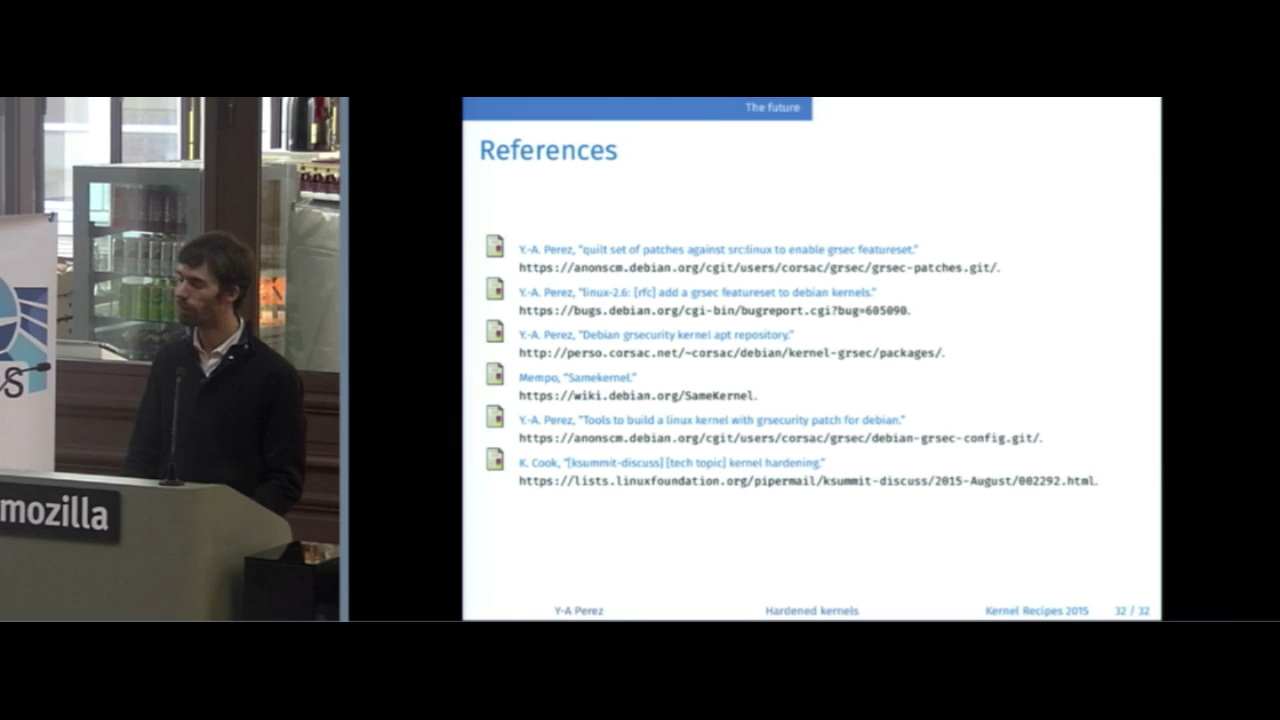 mozilla
The future
References
Y.-A. Perez, "quilt set of patches against src:linux to enable grsec featureset."
https://anonscm.debian.org/cgit/users/corsac/grsec/grsec-patches.git/.
Y.-A. Perez, "linux-2.6: [rfc] add a grsec featureset to debian kernels."
https://bugs.debian.org/cgi-bin/bugreport.cgi?bug=605090.
Y.-A. Perez, "Debian grsecurity kernel apt repository."
http://perso.corsac.net/~corsac/debian/kernel-grsec/packages/.
Mempo, "Samekernel."
https://wiki.debian.org/SameKernel.
Y.-A. Perez, "Tools to build a linux kernel with grsecurity patch for debian."
https://anonscm.debian.org/cgit/users/corsac/grsec/debian-grsec-config.git/.
K. Cook, "[ksummit-discuss] [tech topic] kernel hardening."
https://lists.linuxfoundation.org/pipermail/ksummit-discuss/2015-August/002292.html.
Y-A Perez Hardened kernels Kernel Recipes 2015 32 / 32